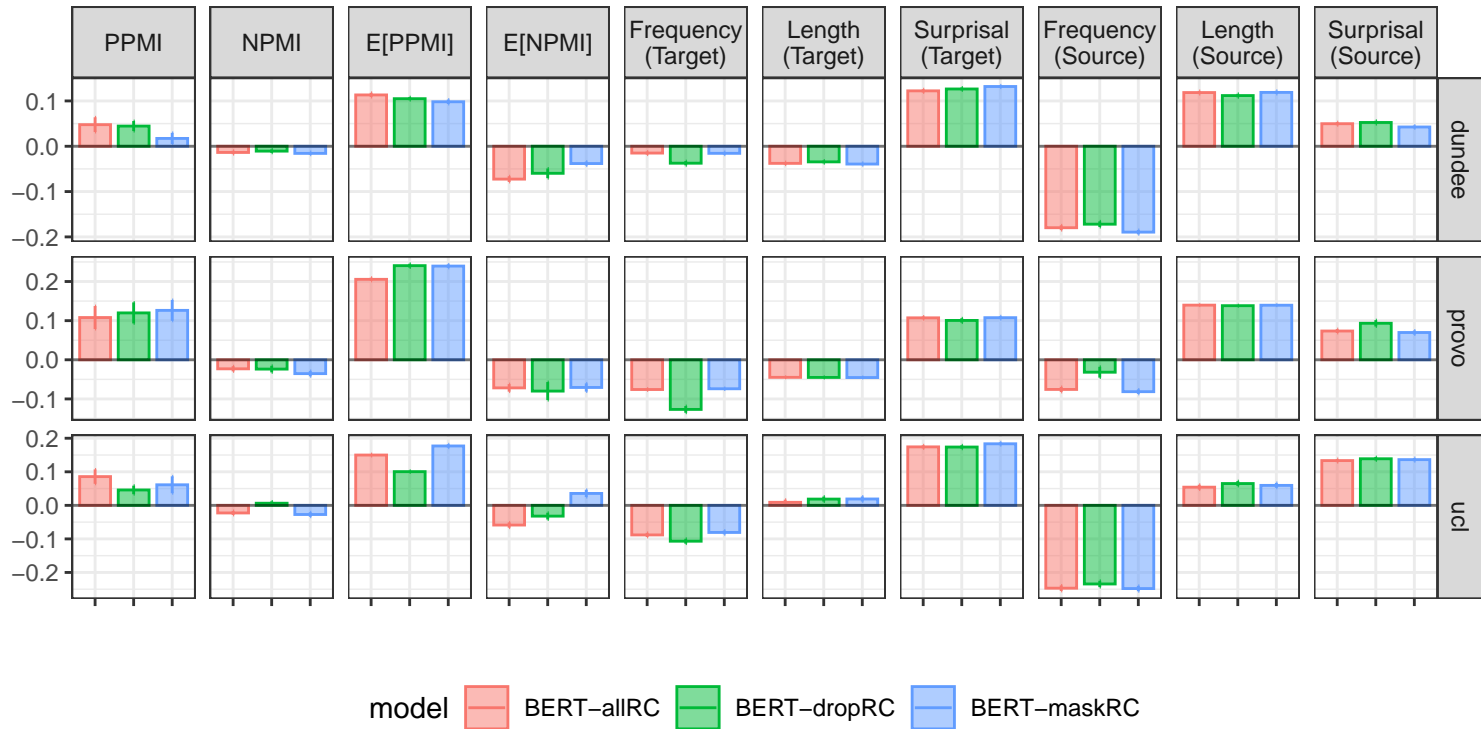 PPMI
NPMI
E[PPMI]
E[NPMI]
Frequency
(Target)
Length
(Target)
Surprisal
(Target)
Frequency
(Source)
Length
(Source)
Surprisal
(Source)
0.1
0.0
−0.1
−0.2
dundee
0.2
0.1
0.0
−0.1
provo
0.2
0.1
0.0
−0.1
−0.2
ucl
model
BERT−allRC
BERT−dropRC
BERT−maskRC